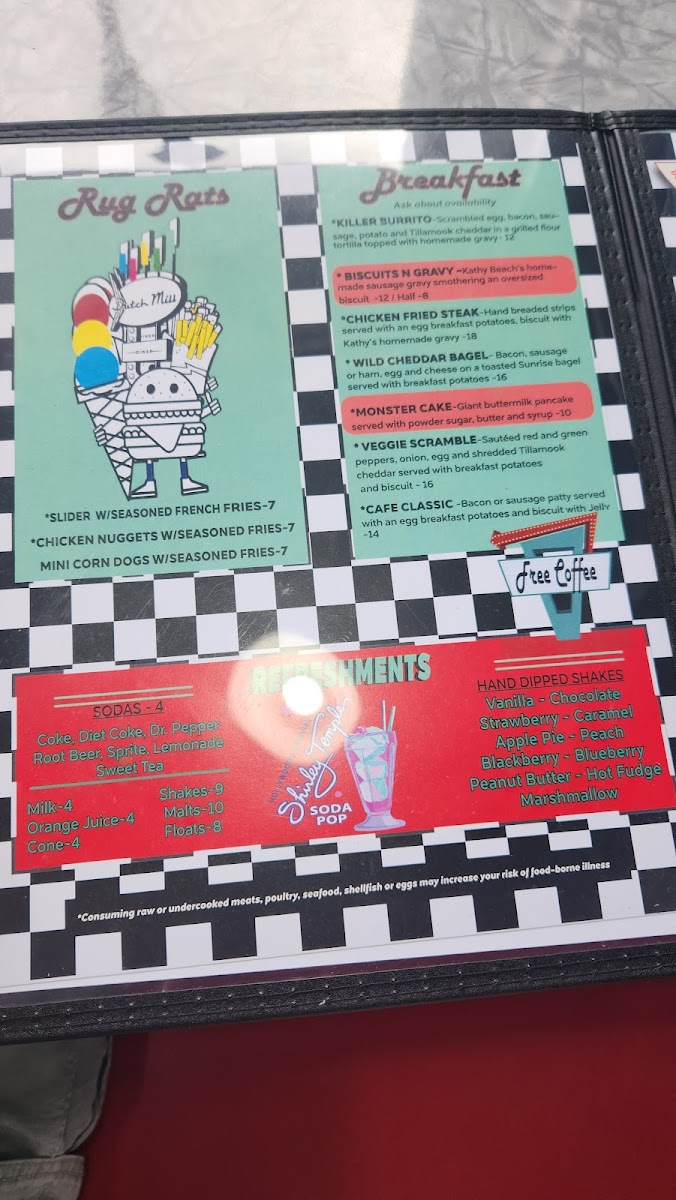 Rug Rats
Dutch Mill
DINER
*SLIDER W/SEASONED FRENCH FRIES-7
*CHICKEN NUGGETS W/SEASONED FRIES-7
MINI CORN DOGS W/SEASONED FRIES-7
Breakfast
Ask about availability
*KILLER BURRITO-Scrambled egg, bacon, sau-
sage, potato and Tillamook cheddar in a grilled flour
tortilla topped with homemade gravy- 12
* BISCUITS N GRAVY -Kathy Beach's home-
made sausage gravy smothering an oversized
biscuit -12 / Half -8
*CHICKEN FRIED STEAK-Hand breaded strips
served with an egg breakfast potatoes, biscuit with
Kathy's homemade gravy -18
* WILD CHEDDAR BAGEL- Bacon, sausage
or ham, egg and cheese on a toasted Sunrise bagel
served with breakfast potatoes -16
*MONSTER CAKE-Giant buttermilk pancake
served with powder sugar, butter and syrup -10
* VEGGIE SCRAMBLE-Sautéed red and green
peppers, onion, egg and shredded Tillamook
cheddar served with breakfast potatoes
and biscuit - 16
*CAFE CLASSIC -Bacon or sausage patty served
with an egg breakfast potatoes and biscuit with Jelly
-14
Free Coffee
REFRESHMENTS
SODAS - 4
Coke, Diet Coke, Dr. Pepper
Root Beer, Sprite, Lemonade
Sweet Tea
Milk-4
Orange Juice-4
Cone-4
Shakes-9
Malts-10
Floats-8
Shirley Temple
SODA
POP
HAND DIPPED SHAKES
Vanilla - Chocolate
Strawberry - Caramel
Apple Pie - Peach
Blackberry - Blueberry
Peanut Butter - Hot Fudge
Marshmallow
*Consuming raw or undercooked meats, poultry, seafood, shellfish or eggs may increase your risk of food-borne illness